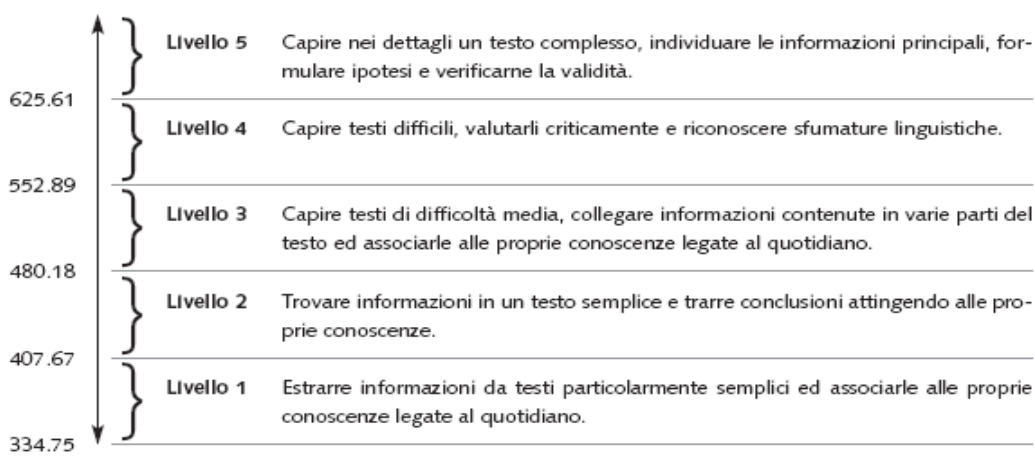 Livello 5 Capire nei dettagli un testo complesso, individuare le informazioni principali, for-
mulare ipotesi e verificarne la validità.
625.61
Livello 4 Capire testi difficili, valutarli criticamente e riconoscere sfumature linguistiche.
552.89
Livello 3 Capire testi di difficoltà media, collegare informazioni contenute in varie parti del
testo ed associarle alle proprie conoscenze legate al quotidiano.
480.18
Livello 2 Trovare informazioni in un testo semplice e trarre conclusioni attingendo alle pro-
prie conoscenze.
407.67
Livello 1 Estrarre informazioni da testi particolarmente semplici ed associarle alle proprie
conoscenze legate al quotidiano.
334.75